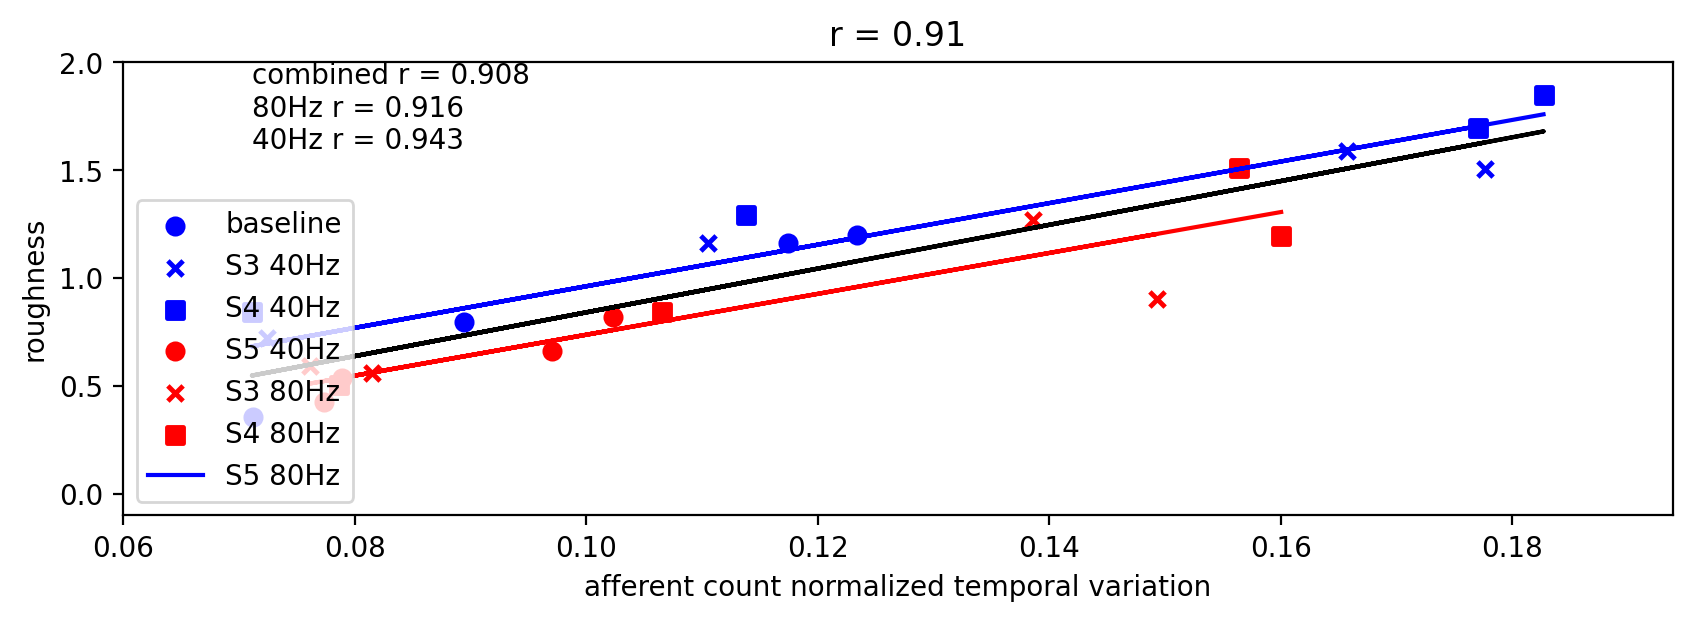 r = 0.91
combined r = 0.908
80Hz r = 0.916
40Hz r = 0.943
2.0
1.5
1.0
0.5
0.0
roughness
baseline
S3 40Hz
S4 40Hz
S5 40Hz
S3 80Hz
S4 80Hz
S5 80Hz
0.06 0.08 0.10 0.12 0.14 0.16 0.18
afferent count normalized temporal variation